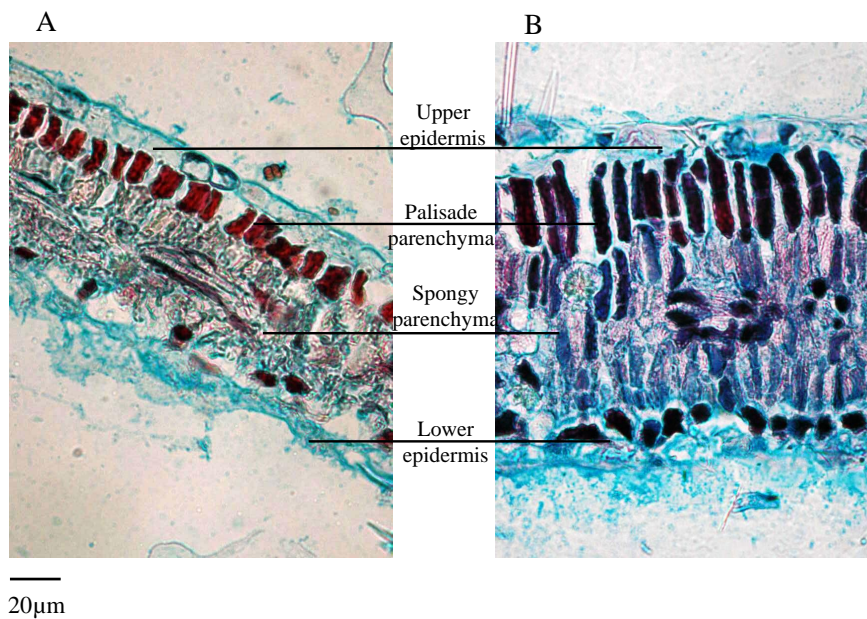 A
B
Upper
epidermis
Palisade
parenchyma
Spongy
parenchyma
Lower
epidermis
20µm